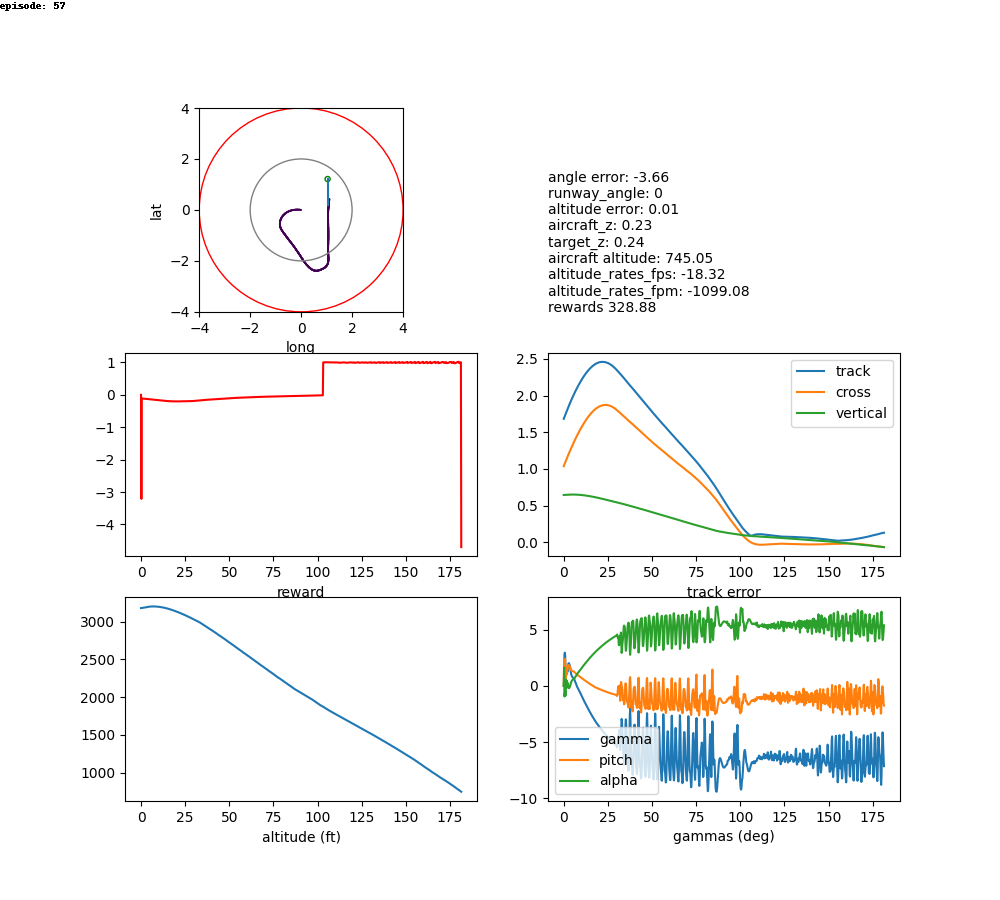 episode: 57
4
2
0
−2
−4
lat
−4 −2 0 2 4
long
angle error: -3.66
runway_angle: 0
altitude error: 0.01
aircraft_z: 0.23
target_z: 0.24
aircraft altitude: 745.05
altitude_rates_fps: -18.32
altitude_rates_fpm: -1099.08
rewards 328.88
1
0
−1
−2
−3
−4
0 25 50 75 100 125 150 175
reward
2.5
2.0
1.5
1.0
0.5
0.0
track
cross
vertical
0 25 50 75 100 125 150 175
track error
3000
2500
2000
1500
1000
0 25 50 75 100 125 150 175
altitude (ft)
5
0
−5
−10
gamma
pitch
alpha
0 25 50 75 100 125 150 175
gammas (deg)